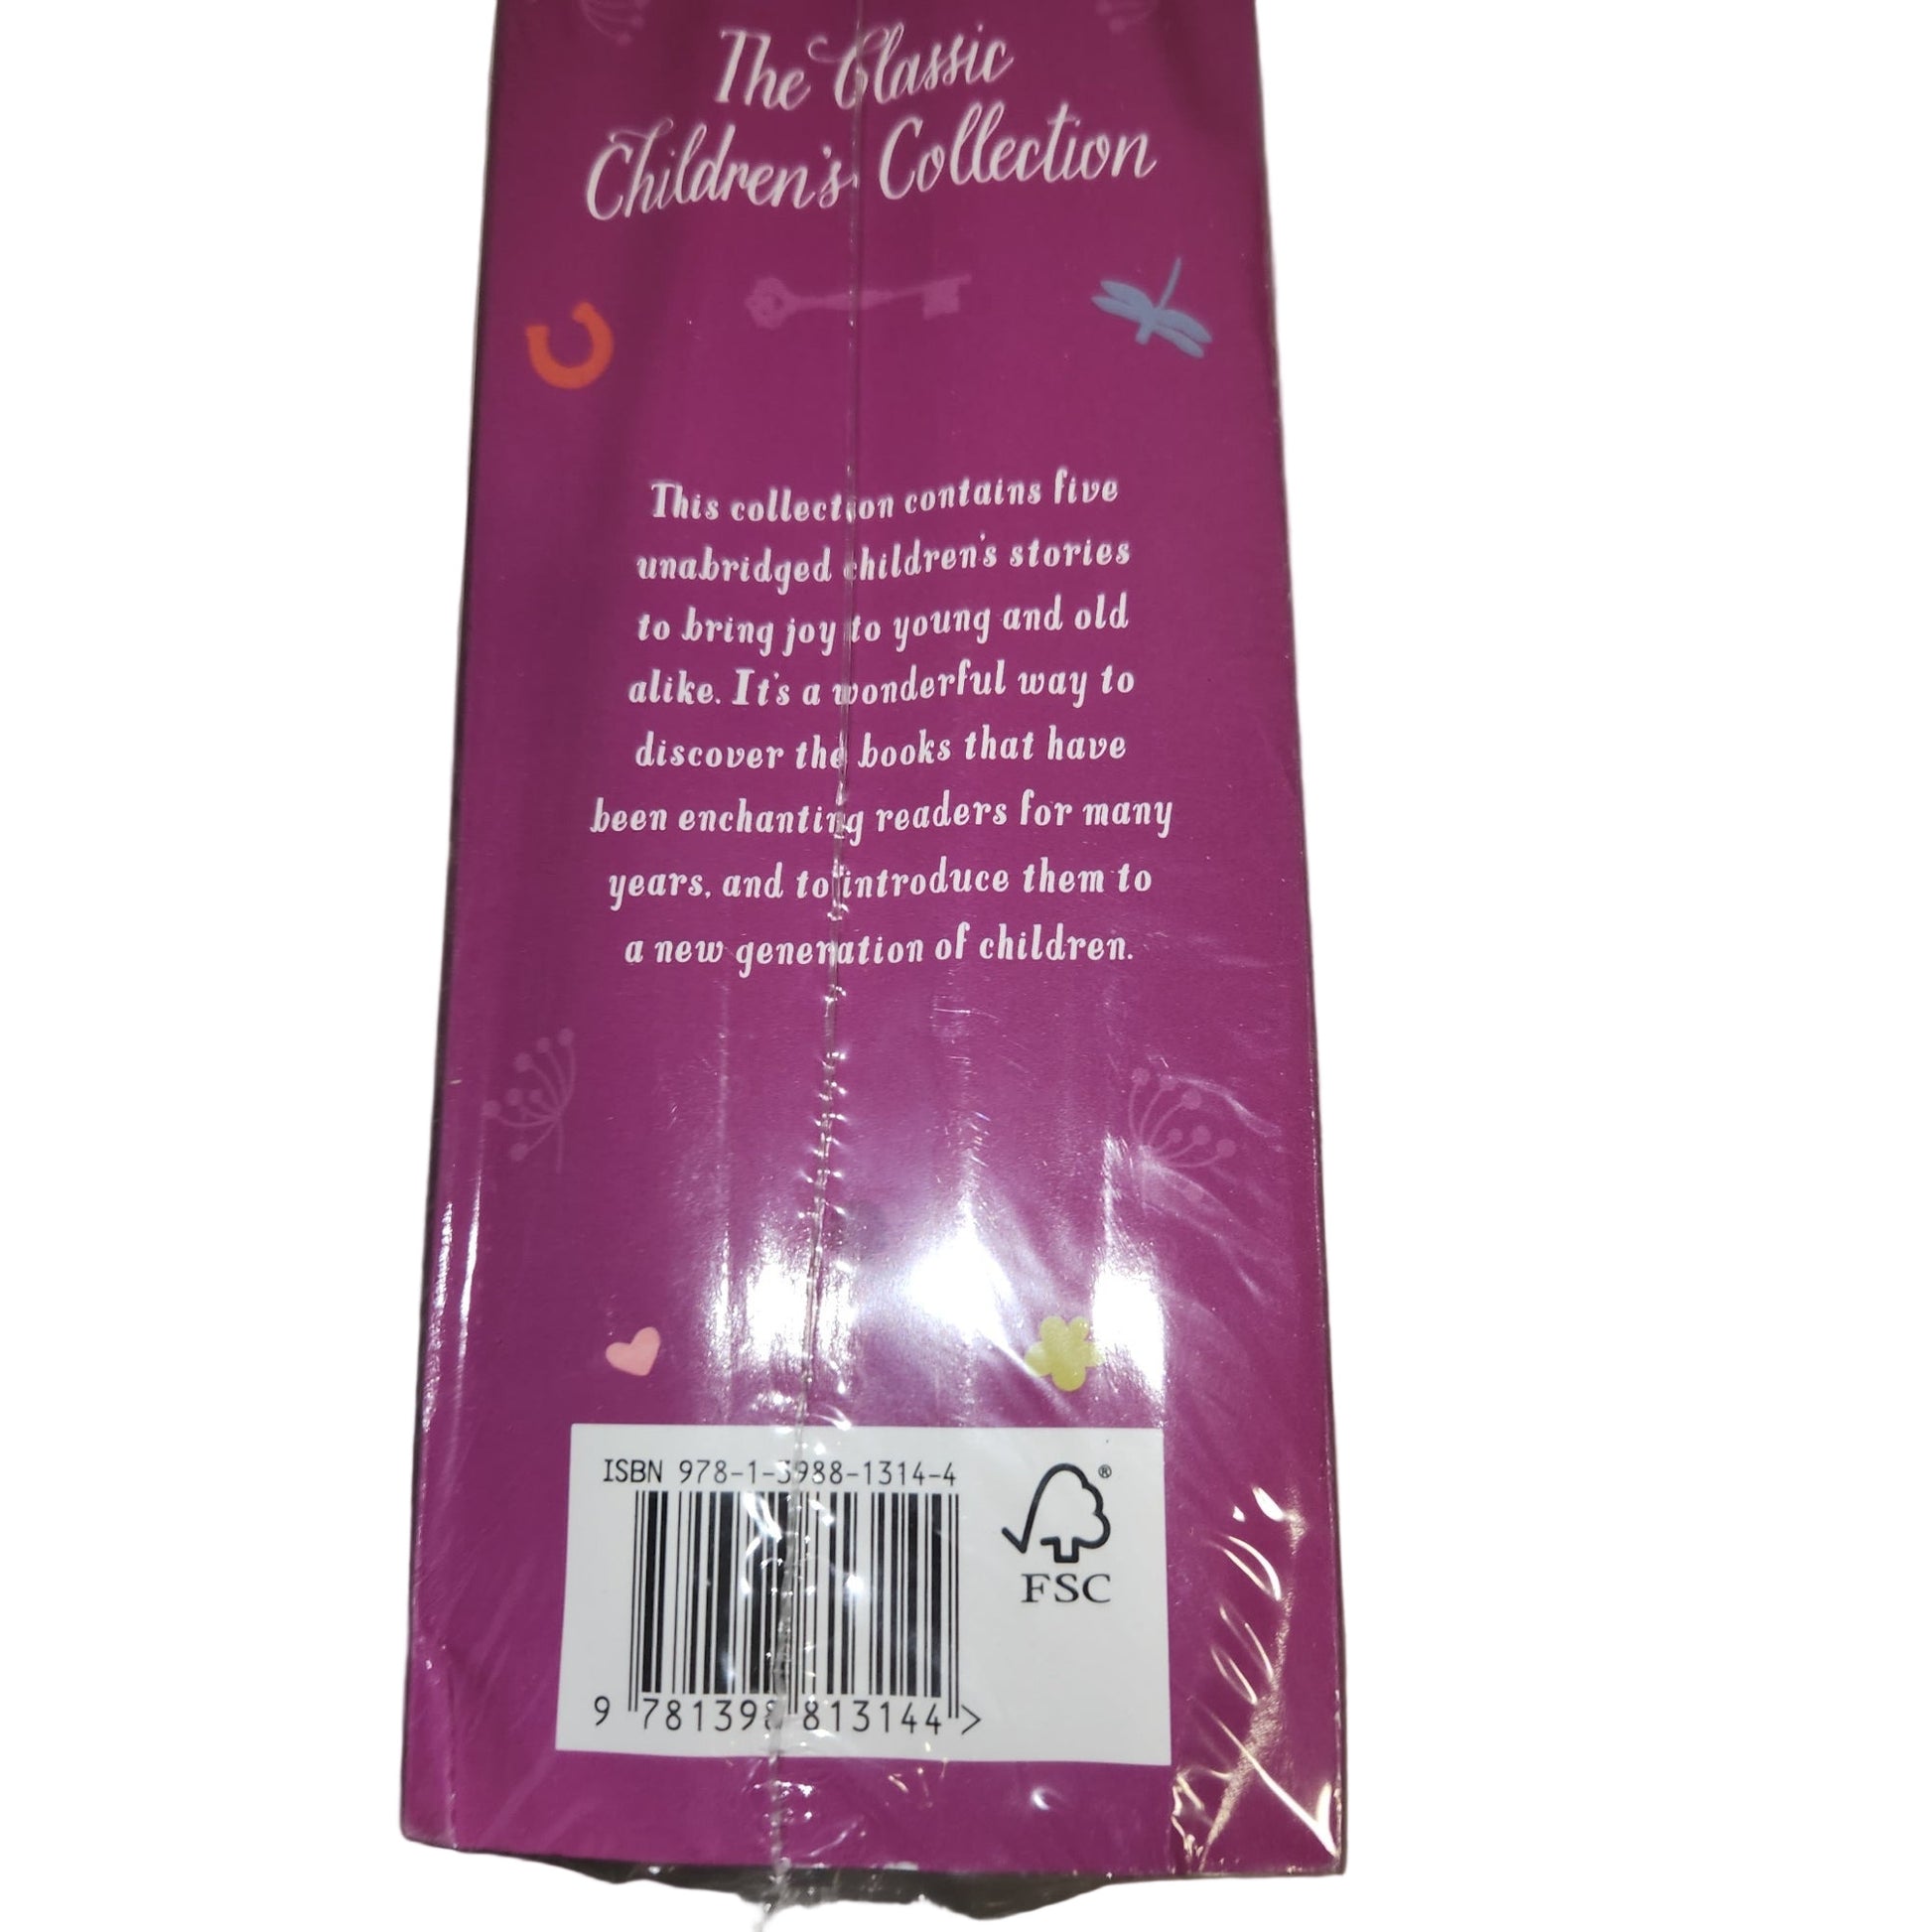 The Classic
Children's Collection
This collection contains five
unabridged children's stories
to bring joy to young and old
alike. It's a wonderful way to
discover the books that have
been enchanting readers for many
years, and to introduce them to
a new generation of children.
ISBN 978-1-3988-1314-4
®
FSC
9 781398 813144 >